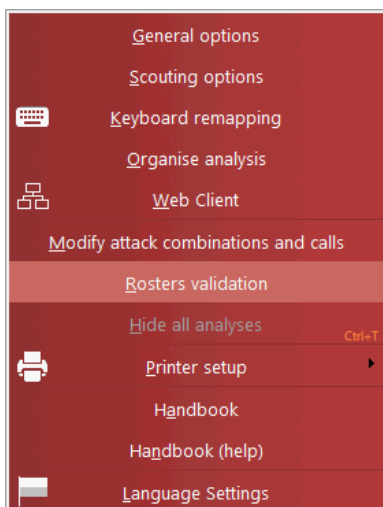 General options
Scouting options
Keyboard remapping
Organise analysis
Web Client
Modify attack combinations and calls
Rosters validation
Hide all analyses
Ctrl+T
Printer setup
Handbook
Handbook (help)
Language Settings